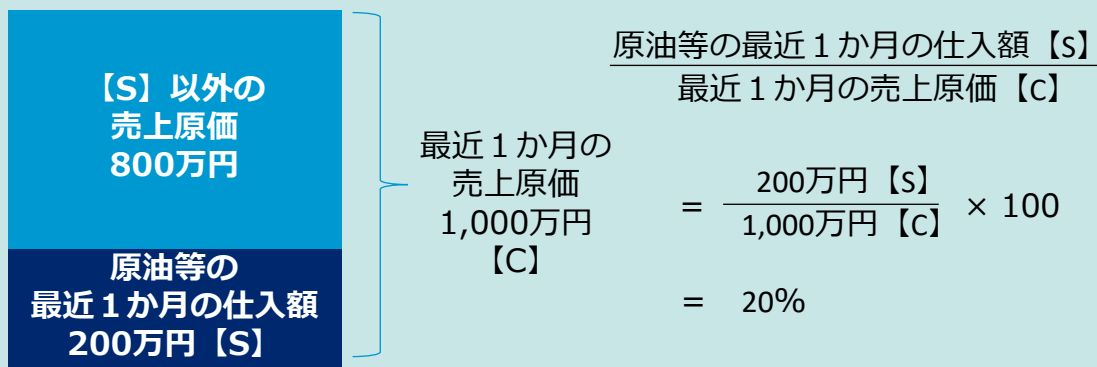 【S】以外の
売上原価
800万円
原油等の
最近１か月の仕入額
200万円【S】
最近１か月の
売上原価
1,000万円
【C】
原油等の最近１か月の仕入額【S】
最近１か月の売上原価【C】
= 200万円【S】
1,000万円【C】 × 100
= 20%